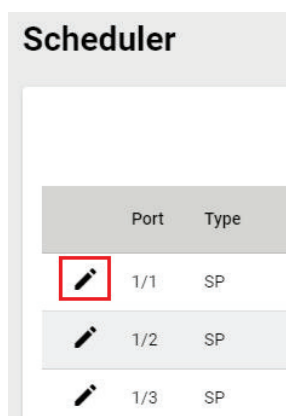 Scheduler
Port Type
1/1 SP
1/2 SP
1/3 SP